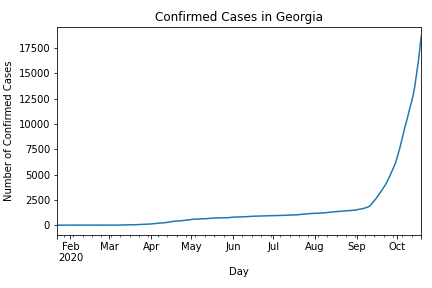 Confirmed Cases in Georgia
Number of Confirmed Cases
17500
15000
12500
10000
7500
5000
2500
0
Feb Mar Apr May Jun Jul Aug Sep Oct
2020
Day